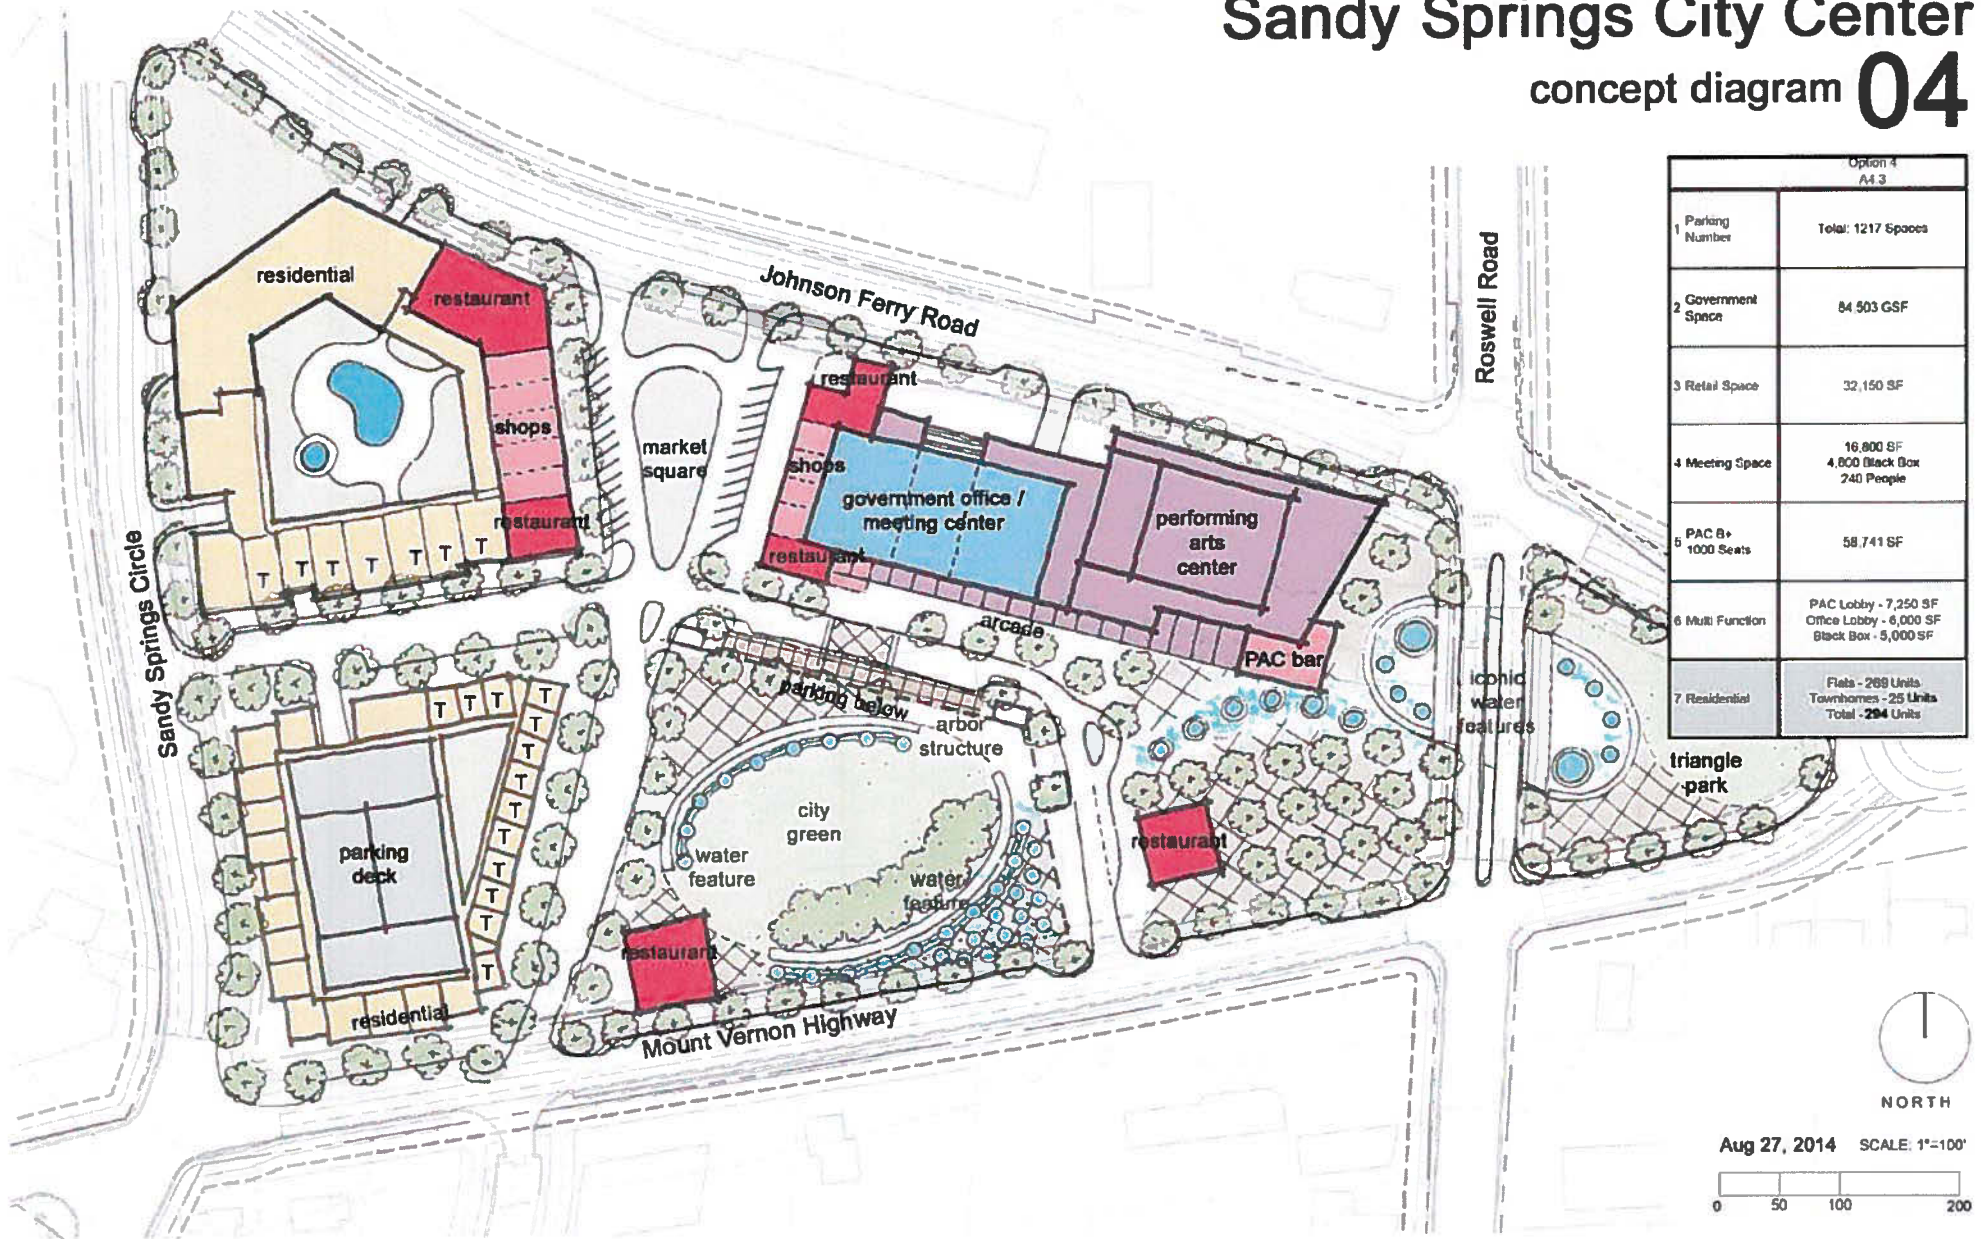 Sandy Springs City Center
concept diagram 04
Option 4
A4.3
1 Parking
Number
Total: 1217 Spaces
2 Government
Space
84,503 GSF
3 Retail Space
32,150 SF
4 Meeting Space
16,800 SF
4,800 Black Box
240 People
5 PAC B+
1000 Seats
58,741 SF
6 Multi Function
PAC Lobby - 7,250 SF
Office Lobby - 6,000 SF
Black Box - 5,000 SF
7 Residential
Flats - 269 Units
Townhomes - 25 Units
Total - 294 Units
Johnson Ferry Road
Roswell Road
Sandy Springs Circle
Mount Vernon Highway
residential
restaurant
shops
restaurant
T T T T T T T
market
square
restaurant
shops
restaurant
government office /
meeting center
performing
arts
center
arcade
PAC bar
iconic
water
features
triangle
park
parking below
arbor
structure
city
green
water
feature
water
feature
restaurant
restaurant
T T T T
T
T
T
T
T
T
T
T
T
parking
deck
residential
NORTH
Aug 27, 2014 SCALE: 1"=100'
0 50 100 200